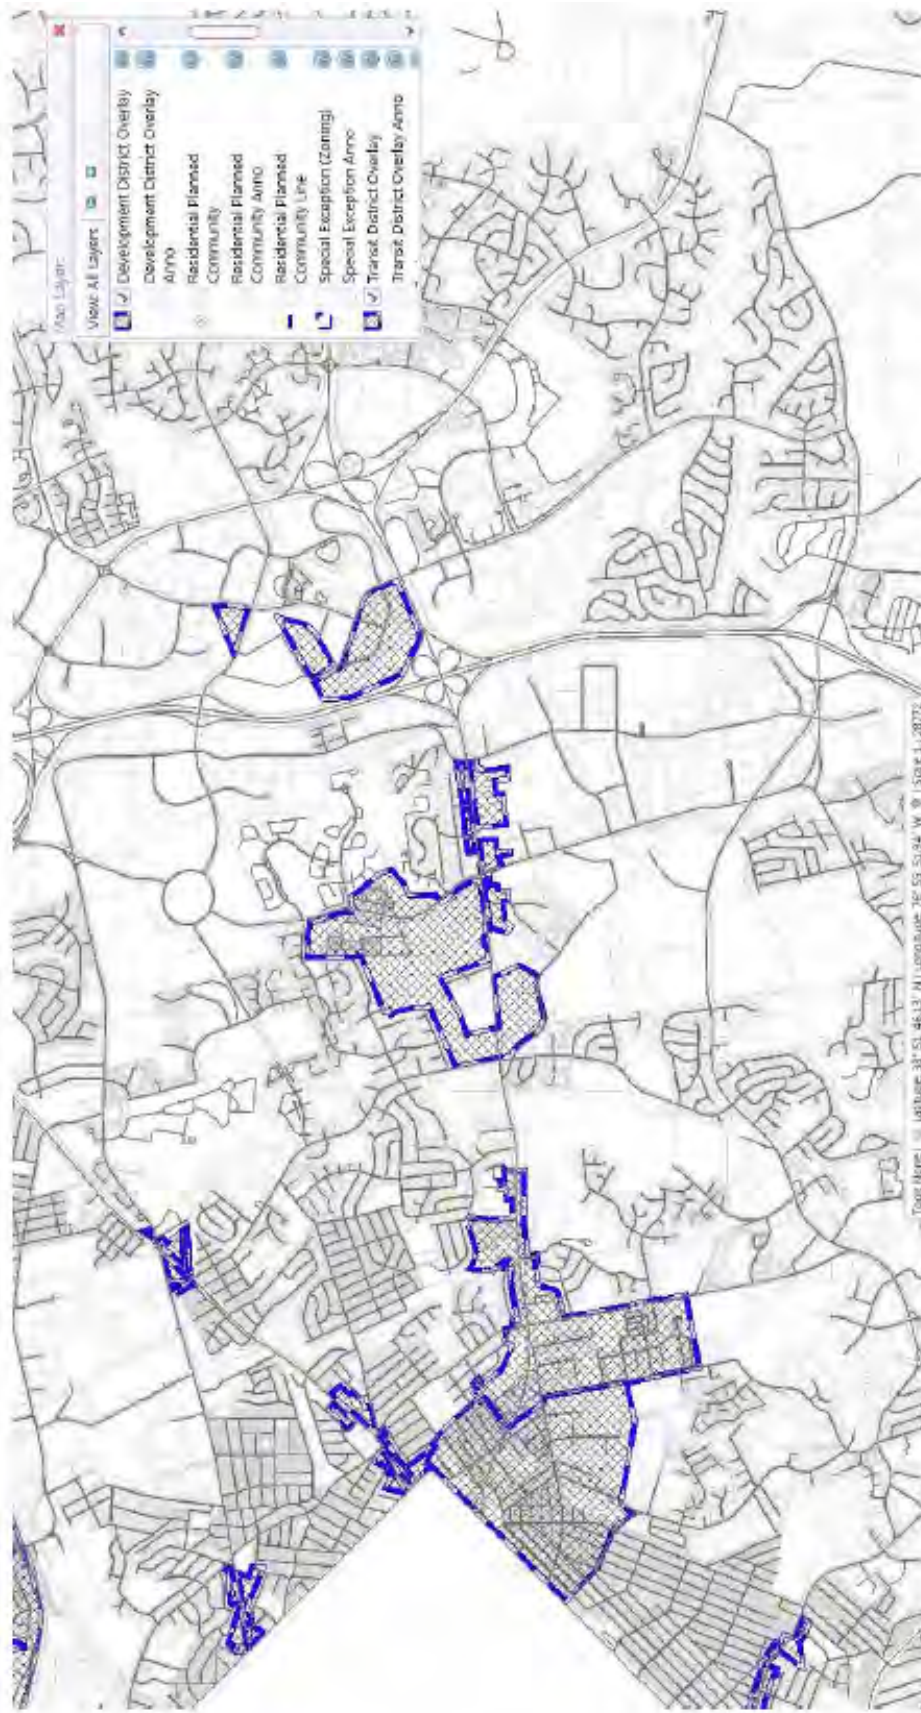 Map Layers
View: All Layers
Development District Overlay
Development District Overlay
Anno
Residential Planned
Community
Residential Planned
Community Anno
Residential Planned
Community Line
Special Exception (Zoning)
Special Exception Anno
Transit District Overlay
Transit District Overlay Anno